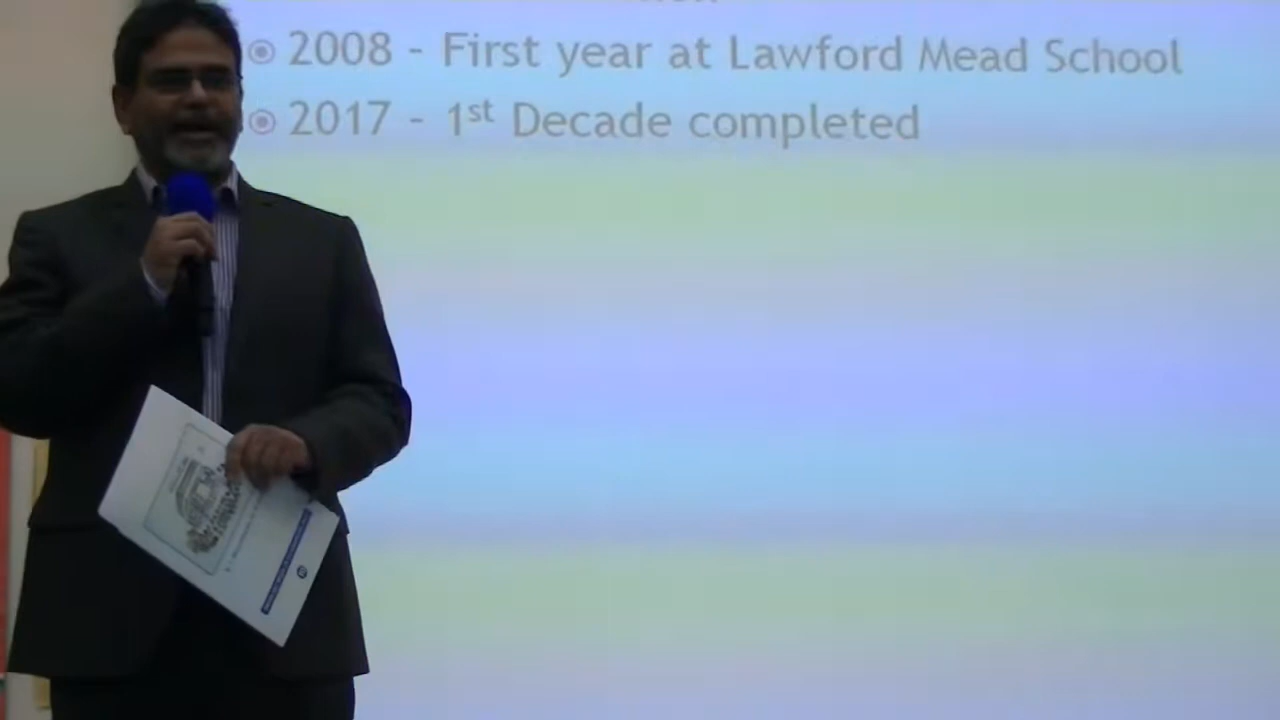 2008 - First year at Lawford Mead School
2017 - 1st Decade completed